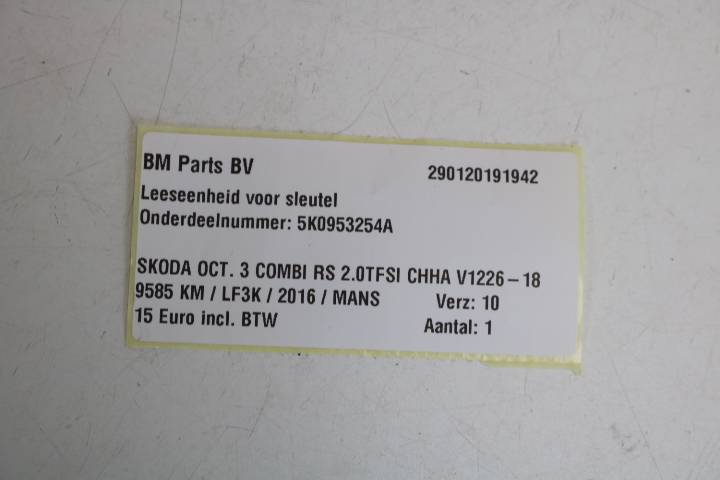 BM Parts BV 290120191942
Leeseenheid voor sleutel
Onderdeelnummer: 5K0953254A
SKODA OCT. 3 COMBI RS 2.0TFSI CHHA V1226-18
9585 KM / LF3K / 2016 / MANS Verz: 10
15 Euro incl. BTW Aantal: 1